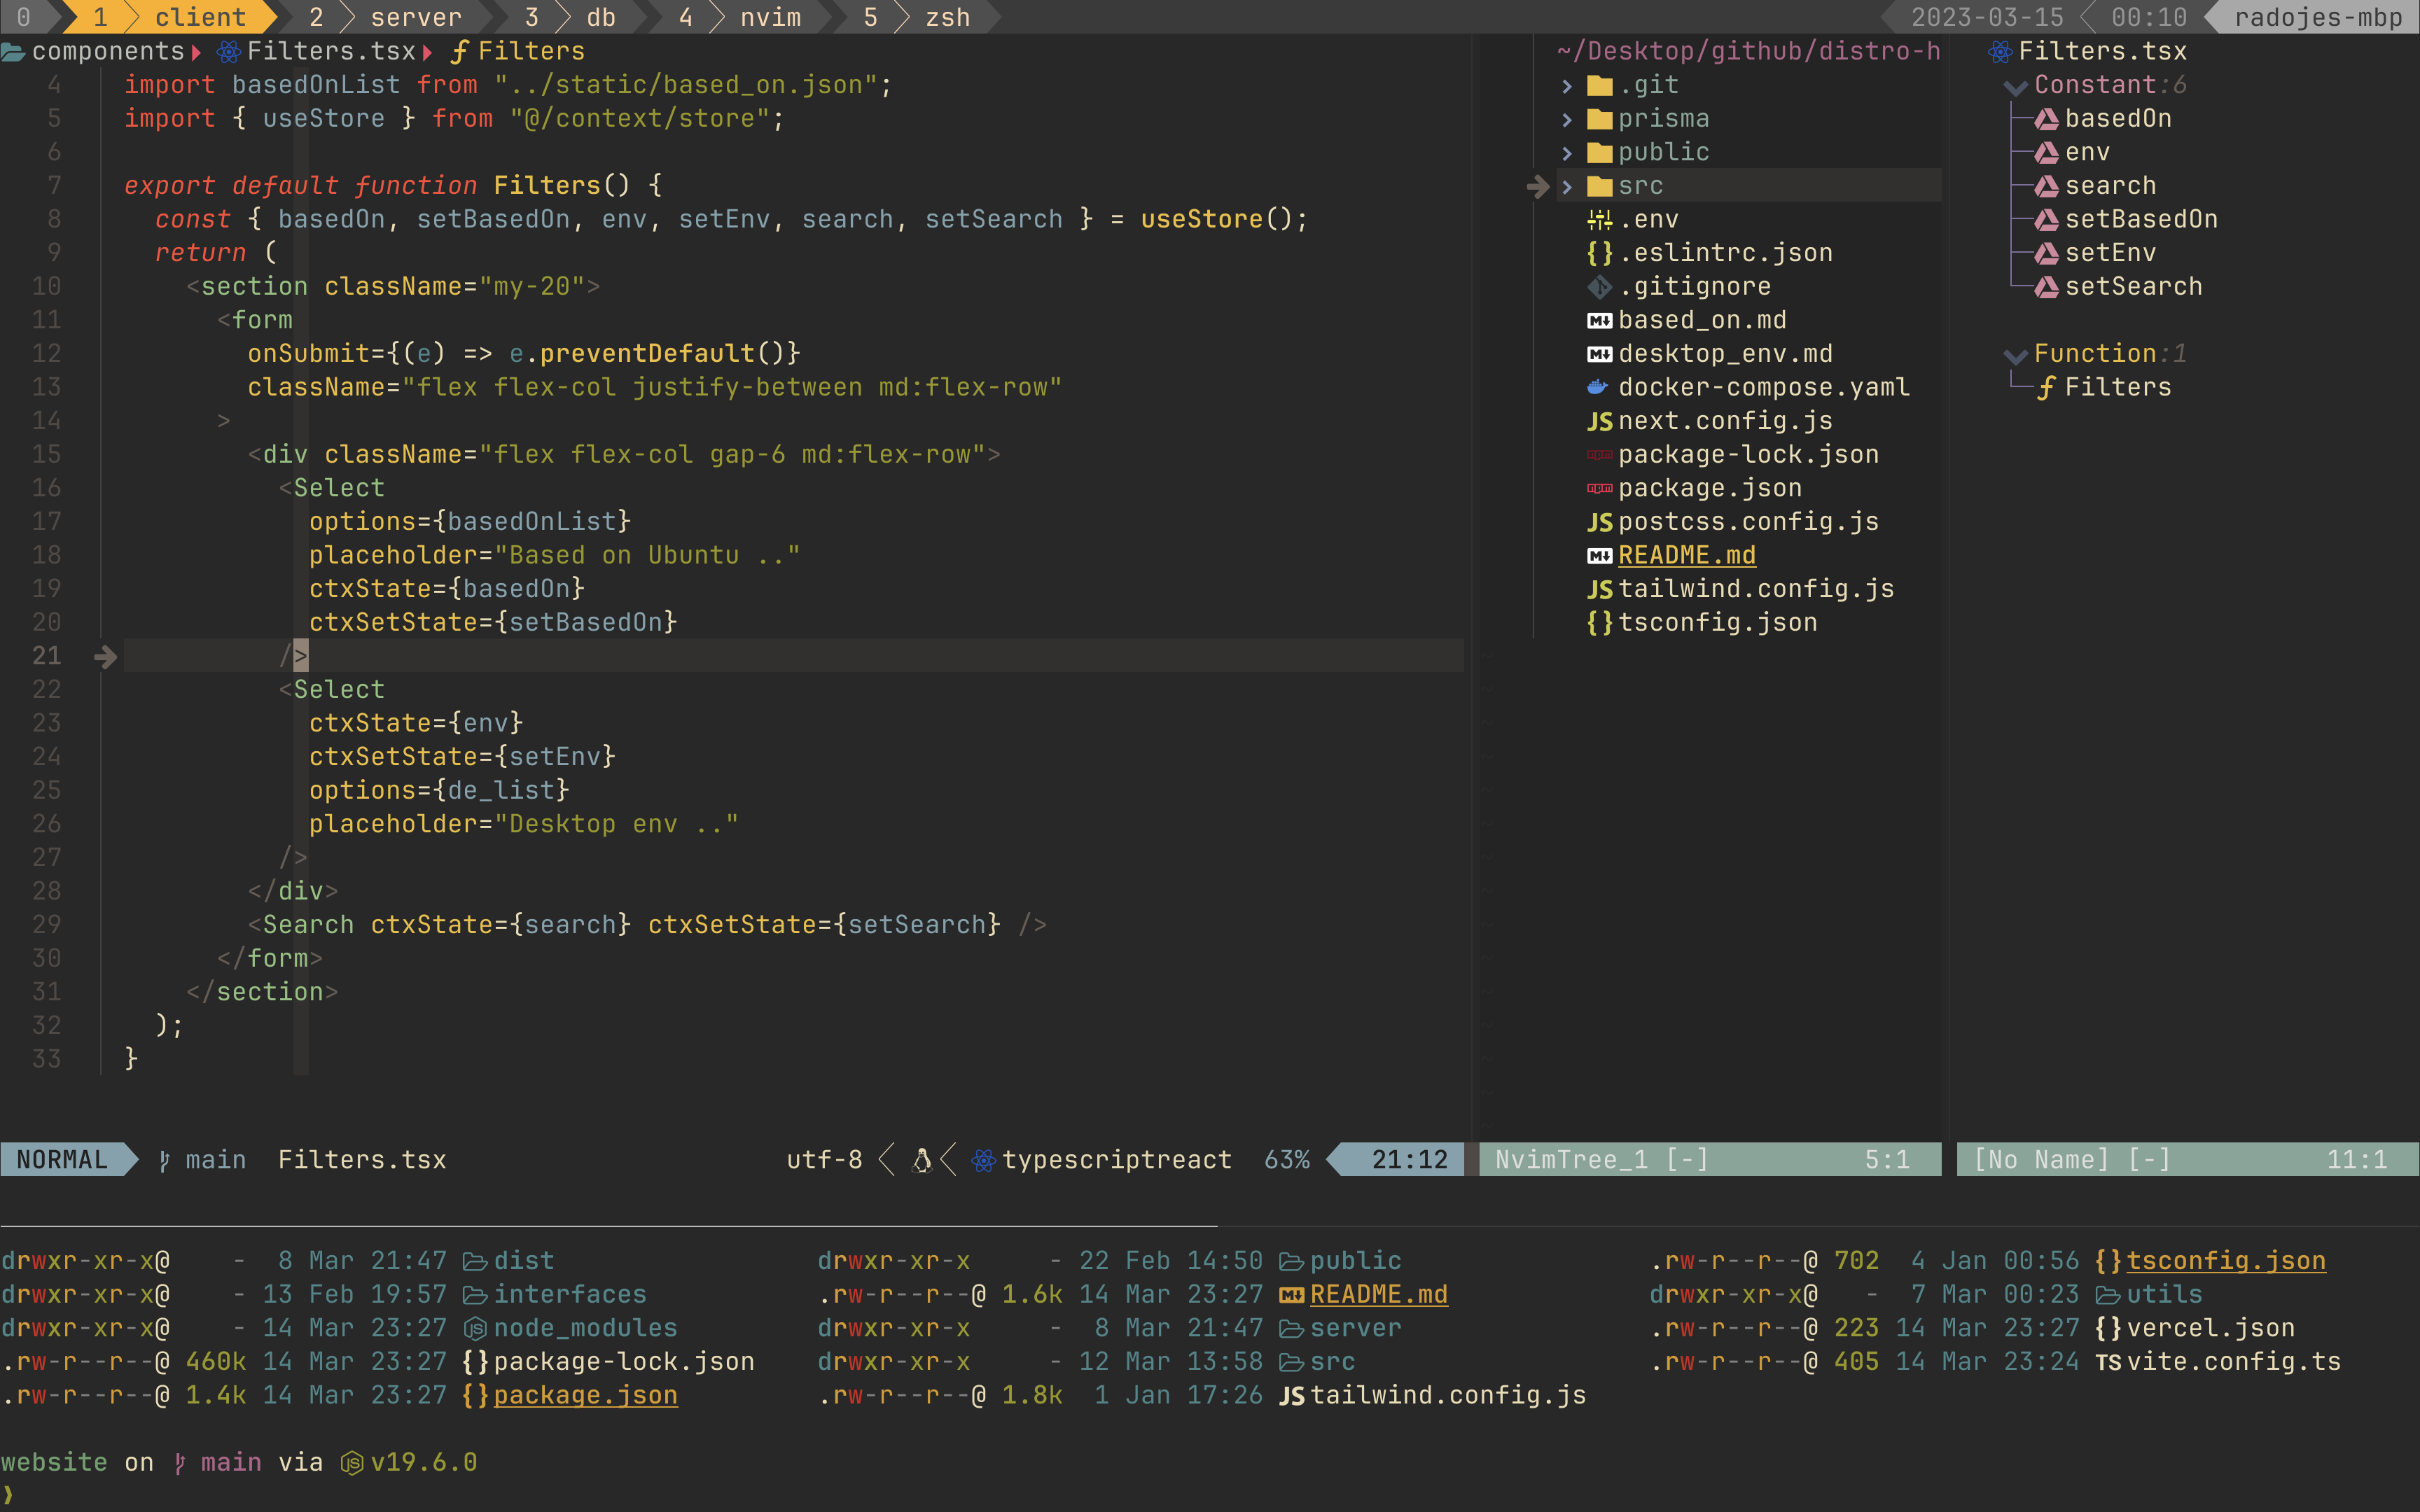 0 1 client 2 server 3 db 4 nvim 5 zsh 2023-03-15 00:10 radojes-mbp
components Filters.tsx Filters
4 import basedOnList from "../static/based_on.json";
5 import { useStore } from "@/context/store";
6
7 export default function Filters() {
8 const { basedOn, setBasedOn, env, setEnv, search, setSearch } = useStore();
9 return (
10 <section className="my-20">
11 <form
12 onSubmit={(e) => e.preventDefault()}
13 className="flex flex-col justify-between md:flex-row"
14 >
15 <div className="flex flex-col gap-6 md:flex-row">
16 <Select
17 options={basedOnList}
18 placeholder="Based on Ubuntu .."
19 ctxState={basedOn}
20 ctxSetState={setBasedOn}
21 />
22 <Select
23 ctxState={env}
24 ctxSetState={setEnv}
25 options={de_list}
26 placeholder="Desktop env .."
27 />
28 </div>
29 <Search ctxState={search} ctxSetState={setSearch} />
30 </form>
31 </section>
32 );
33 }
~/Desktop/github/distro-h
.git
prisma
public
src
.env
{} .eslintrc.json
.gitignore
M↓ based_on.md
M↓ desktop_env.md
docker-compose.yaml
JS next.config.js
npm package-lock.json
npm package.json
JS postcss.config.js
M↓ README.md
JS tailwind.config.js
{} tsconfig.json
Filters.tsx
Constant:6
basedOn
env
search
setBasedOn
setEnv
setSearch
Function:1
Filters
NORMAL main Filters.tsx utf-8 typescriptreact 63% 21:12
NvimTree_1 [-] 5:1
[No Name] [-] 11:1
drwxr-xr-x@ - 8 Mar 21:47 dist drwxr-xr-x - 22 Feb 14:50 public .rw-r--r--@ 702 4 Jan 00:56 {} tsconfig.json
drwxr-xr-x@ - 13 Feb 19:57 interfaces .rw-r--r--@ 1.6k 14 Mar 23:27 M↓ README.md drwxr-xr-x@ - 7 Mar 00:23 utils
drwxr-xr-x@ - 14 Mar 23:27 node_modules drwxr-xr-x - 8 Mar 21:47 server .rw-r--r--@ 223 14 Mar 23:27 {} vercel.json
.rw-r--r--@ 460k 14 Mar 23:27 {} package-lock.json drwxr-xr-x - 12 Mar 13:58 src .rw-r--r--@ 405 14 Mar 23:24 TS vite.config.ts
.rw-r--r--@ 1.4k 14 Mar 23:27 {} package.json .rw-r--r--@ 1.8k 1 Jan 17:26 JS tailwind.config.js
website on main via JS v19.6.0
❯